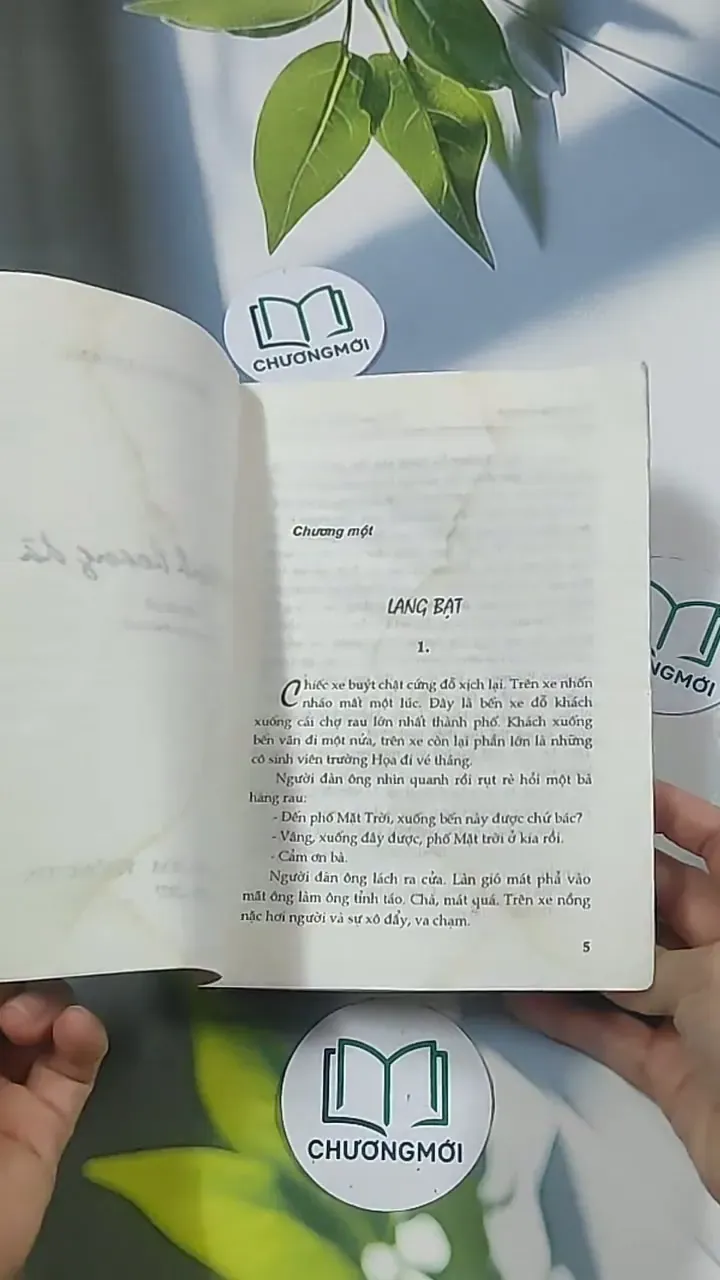 CHƯƠNGMỚI
Chương một
LANG BẠT
1.
Chiếc xe buýt chật cứng đỗ xịch lại. Trên xe nhốn
nháo mất một lúc. Đây là bến xe đỗ khách
xuống cái chợ rau lớn nhất thành phố. Khách xuống
bến vãn đi một nửa, trên xe còn lại phần lớn là những
cô sinh viên trường Họa đi vé tháng.
Người đàn ông nhìn quanh rồi rụt rè hỏi một bà
hàng rau:
- Đến phố Mặt Trời, xuống bến này được chứ bác?
- Vâng, xuống đây được, phố Mặt trời ở kia rồi.
- Cảm ơn bà.
Người đàn ông lách ra cửa. Làn gió mát phả vào
mặt ông làm ông tỉnh táo. Chà, mát quá. Trên xe nồng
nặc hơi người và sự xô đẩy, va chạm.
5
NGMỚI
CHƯƠNGMỚI